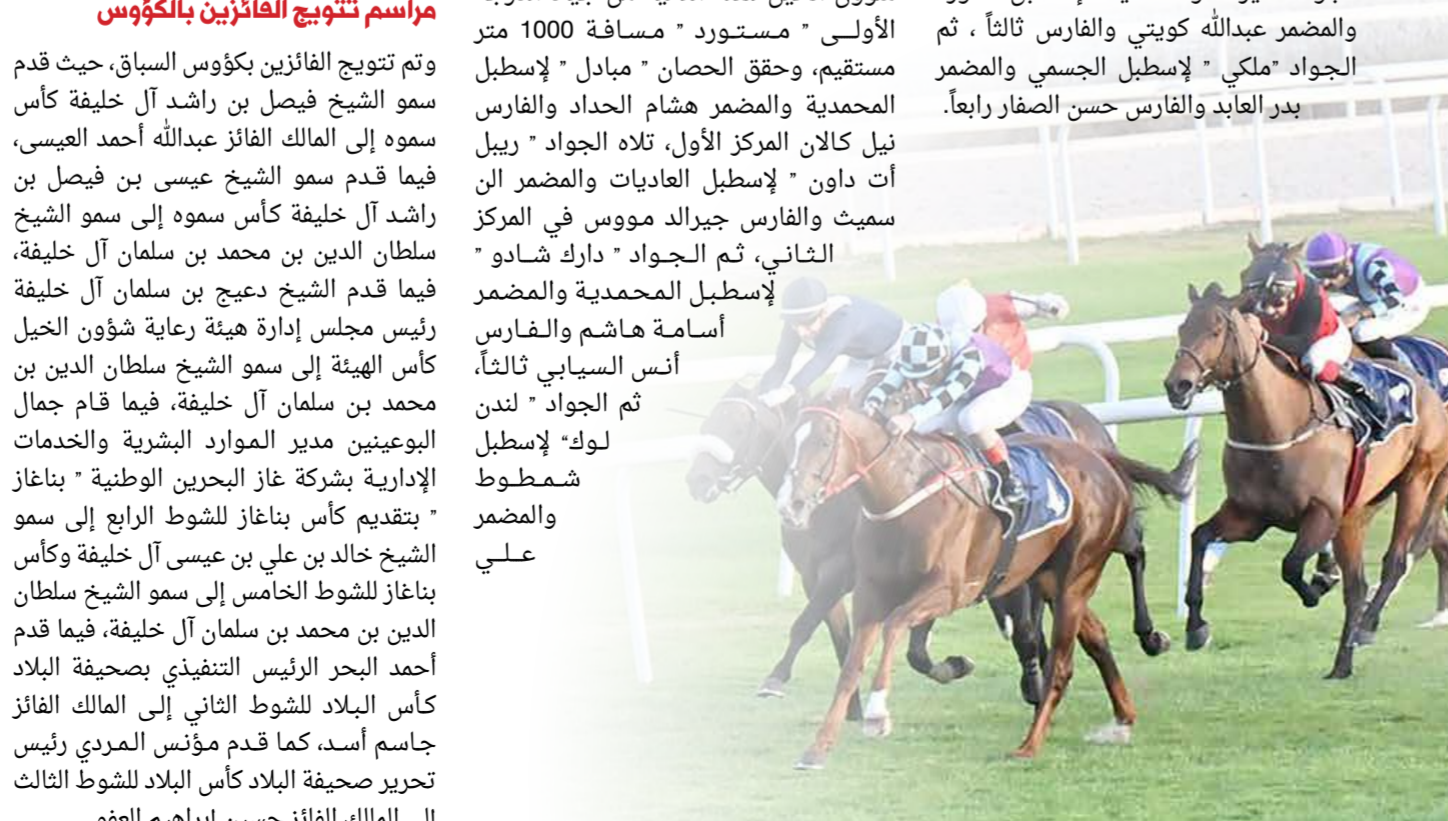 والمضمر عبدالله كويتي والفارس ثالثاً ، ثم
الجواد "ملكي " لإسطبل الجسمي والمضمر
بدر العابد والفارس حسن الصفار رابعاً.
الأولى " مستورد " مسافة 1000 متر
مستقيم، وحقق الحصان " مبادل " لإسطبل
المحمدية والمضمر هشام الحداد والفارس
نيل كالان المركز الأول، تلاه الجواد " ريبل
أت داون " لإسطبل العاديات والمضمر الن
سميث والفارس جيرالد مووس في المركز
الثاني، ثم الجواد " دارك شادو "
لإسطبل المحمدية والمضمر
أسامة هاشم والفارس
أنس السيابي ثالثاً،
ثم الجواد " لندن
لوك" لإسطبل
شمطوط
والمضمر
علي
مراسم تتويج الفائزين بالكؤوس
وتم تتويج الفائزين بكؤوس السباق، حيث قدم
سمو الشيخ فيصل بن راشد آل خليفة كأس
سموه إلى المالك الفائز عبدالله أحمد العيسى،
فيما قدم سمو الشيخ عيسى بن فيصل بن
راشد آل خليفة كأس سموه إلى سمو الشيخ
سلطان الدين بن محمد بن سلمان آل خليفة،
فيما قدم الشيخ دعيج بن سلمان آل خليفة
رئيس مجلس إدارة هيئة رعاية شؤون الخيل
كأس الهيئة إلى سمو الشيخ سلطان الدين بن
محمد بن سلمان آل خليفة، فيما قام جمال
البوعينين مدير الموارد البشرية والخدمات
الإدارية بشركة غاز البحرين الوطنية " بناغاز
" بتقديم كأس بناغاز للشوط الرابع إلى سمو
الشيخ خالد بن علي بن عيسى آل خليفة وكأس
بناغاز للشوط الخامس إلى سمو الشيخ سلطان
الدين بن محمد بن سلمان آل خليفة، فيما قدم
أحمد البحر الرئيس التنفيذي بصحيفة البلاد
كأس البلاد للشوط الثاني إلى المالك الفائز
جاسم أسد، كما قدم مؤنس المردي رئيس
تحرير صحيفة البلاد كأس البلاد للشوط الثالث
إلى المالك الفائز حسين إبراهيم العفو